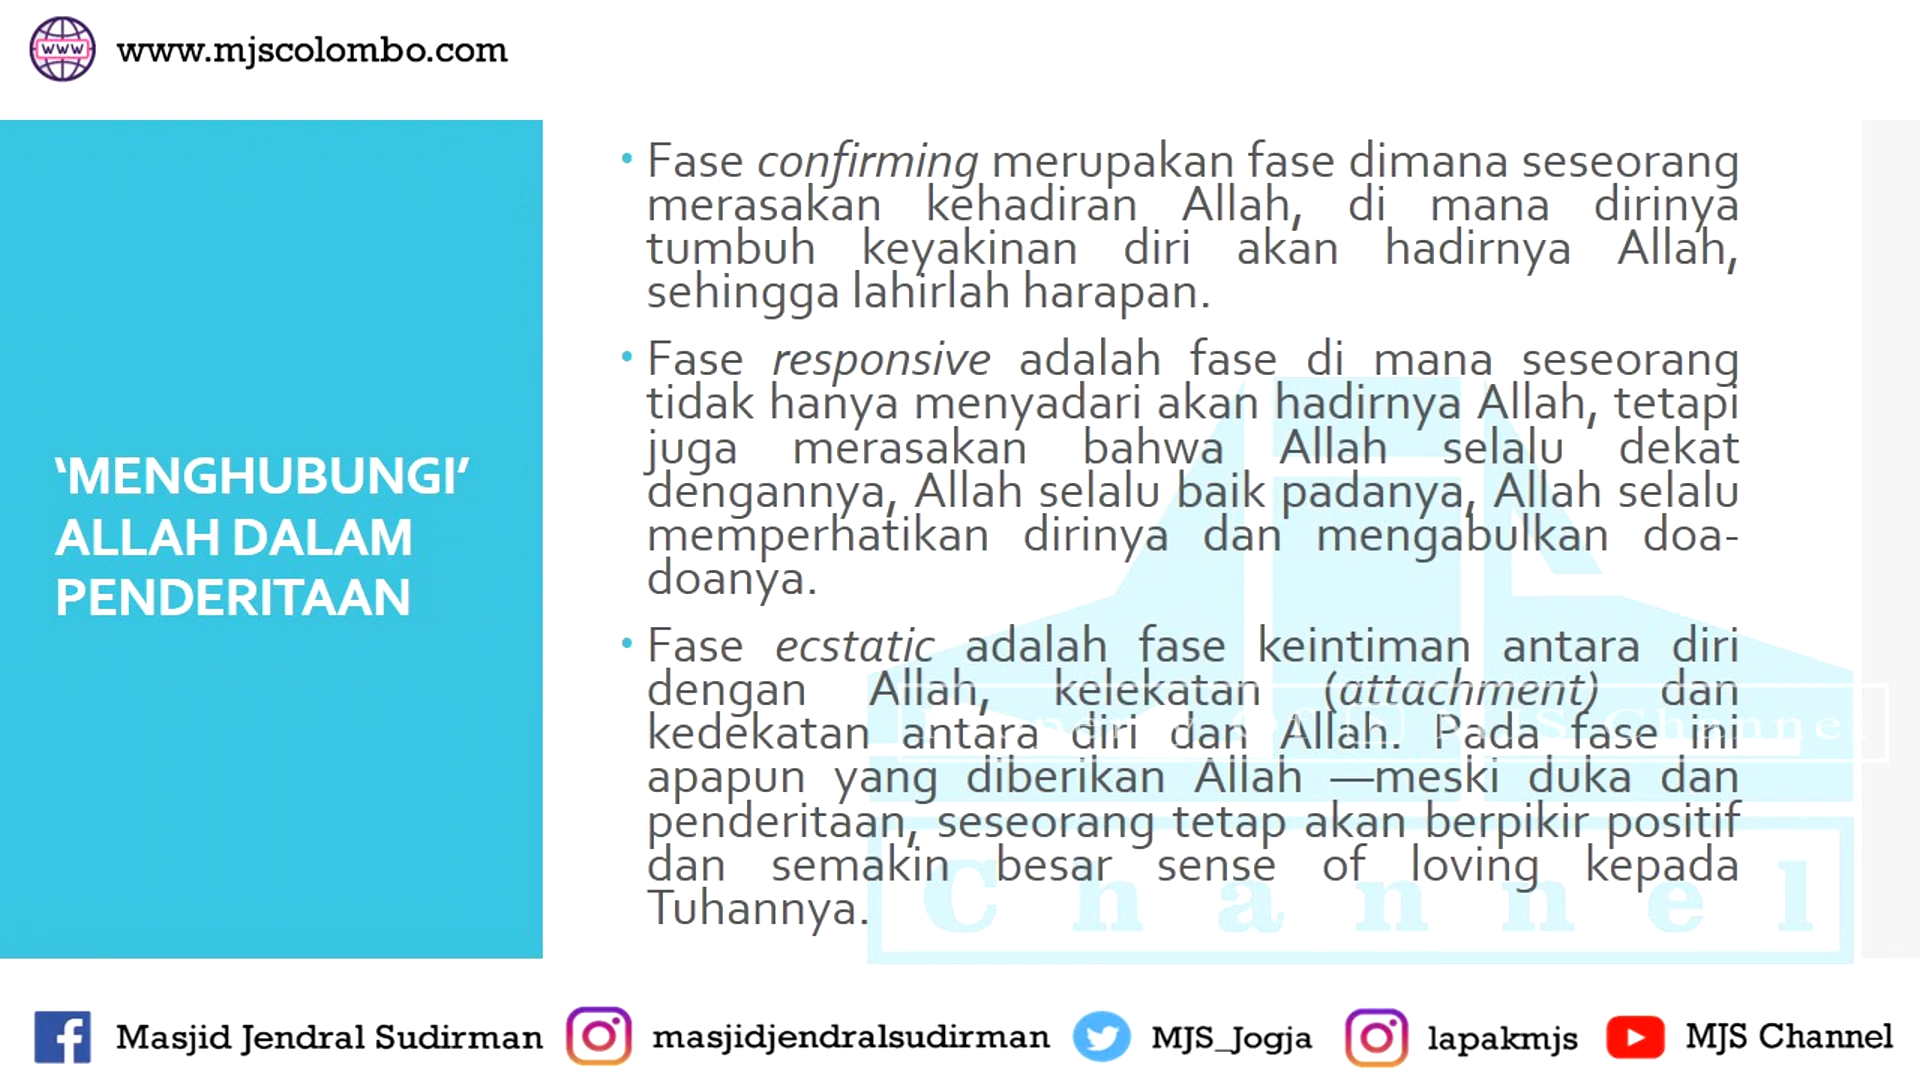 www.mjscolombo.com
‘MENGHUBUNGI’
ALLAH DALAM
PENDERITAAN
• Fase confirming merupakan fase dimana seseorang
merasakan kehadiran Allah, di mana dirinya
tumbuh keyakinan diri akan hadirnya Allah,
sehingga lahirlah harapan.
• Fase responsive adalah fase di mana seseorang
tidak hanya menyadari akan hadirnya Allah, tetapi
juga merasakan bahwa Allah selalu dekat
dengannya, Allah selalu baik padanya, Allah selalu
memperhatikan dirinya dan mengabulkan doa-
doanya.
• Fase ecstatic adalah fase keintiman antara diri
dengan Allah, kelekatan (attachment) dan
kedekatan antara diri dan Allah. Pada fase ini
apapun yang diberikan Allah —meski duka dan
penderitaan, seseorang tetap akan berpikir positif
dan semakin besar sense of loving kepada
Tuhannya.
MJS Channel
Channel
Masjid Jendral Sudirman
masjidjendralsudirman
MJS_Jogja
lapakmjs
MJS Channel